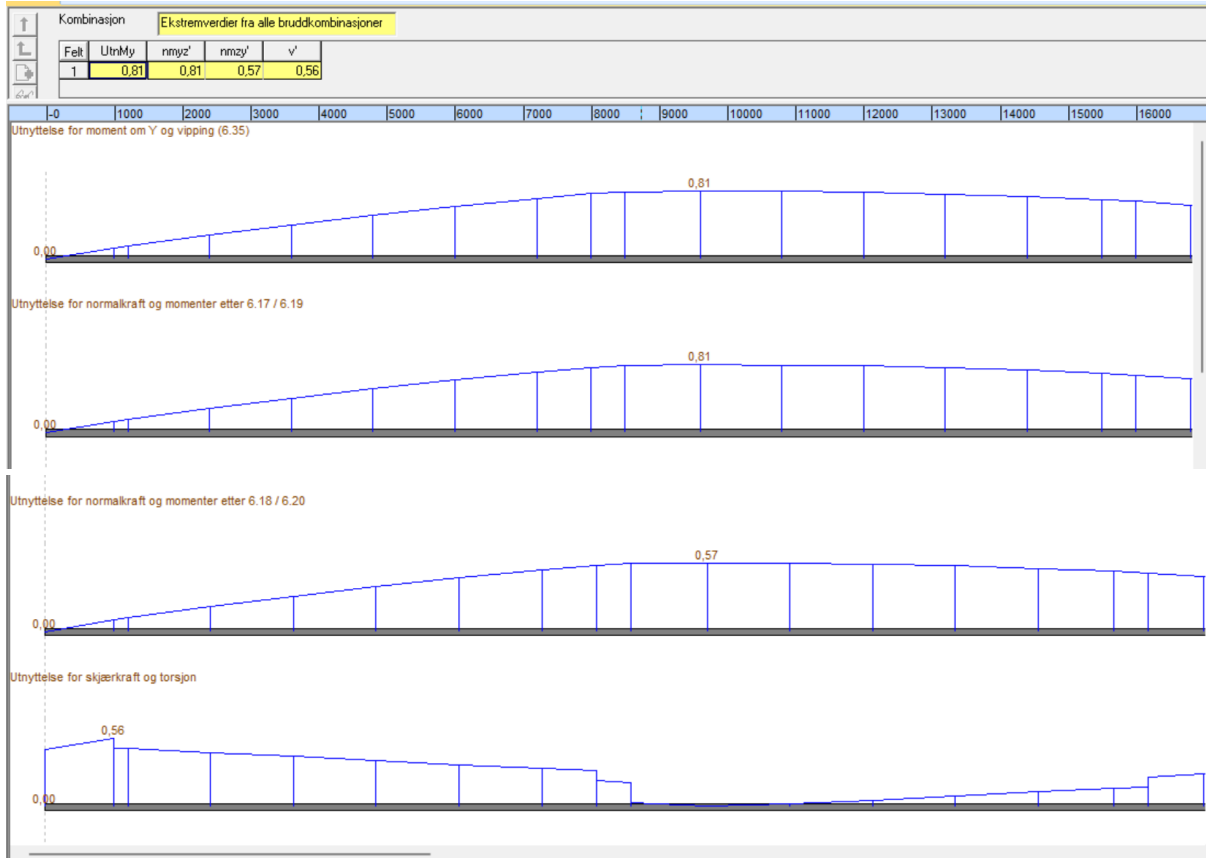 Kombinasjon Ekstremverdier fra alle bruddkombinasjoner
Felt UtnMy nmyz' nmzy' v'
1 0,81 0,81 0,57 0,56
-0 1000 2000 3000 4000 5000 6000 7000 8000 9000 10000 11000 12000 13000 14000 15000 16000
Utnyttelse for moment om Y og vipping (6.35)
0,81
0,00
Utnyttelse for normalkraft og momenter etter 6.17 / 6.19
0,81
0,00
Utnyttelse for normalkraft og momenter etter 6.18 / 6.20
0,57
0,00
Utnyttelse for skjærkraft og torsjon
0,56
0,00